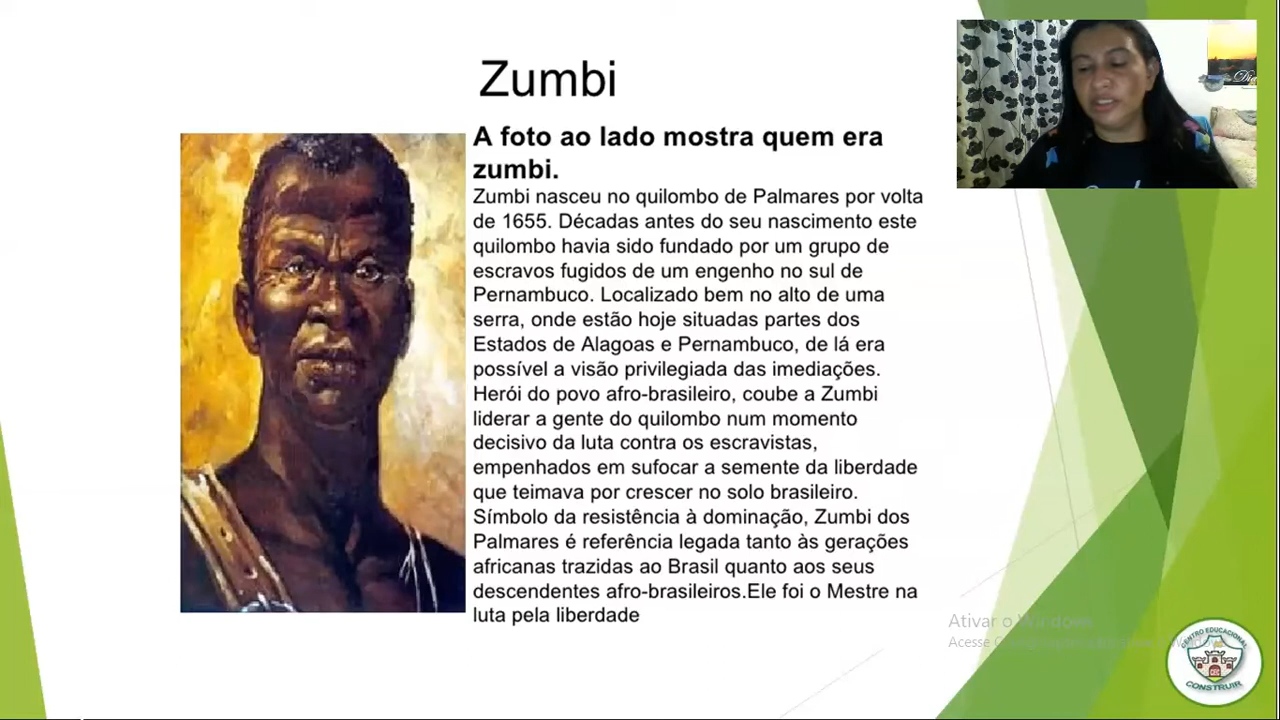 Zumbi
A foto ao lado mostra quem era
zumbi.
Zumbi nasceu no quilombo de Palmares por volta
de 1655. Décadas antes do seu nascimento este
quilombo havia sido fundado por um grupo de
escravos fugidos de um engenho no sul de
Pernambuco. Localizado bem no alto de uma
serra, onde estão hoje situadas partes dos
Estados de Alagoas e Pernambuco, de lá era
possível a visão privilegiada das imediações.
Herói do povo afro-brasileiro, coube a Zumbi
liderar a gente do quilombo num momento
decisivo da luta contra os escravistas,
empenhados em sufocar a semente da liberdade
que teimava por crescer no solo brasileiro.
Símbolo da resistência à dominação, Zumbi dos
Palmares é referência legada tanto às gerações
africanas trazidas ao Brasil quanto aos seus
descendentes afro-brasileiros.Ele foi o Mestre na
luta pela liberdade
Ativar o Windows
Acesse
CENTRO EDUCACIONAL
CEC
CONSTRUIR